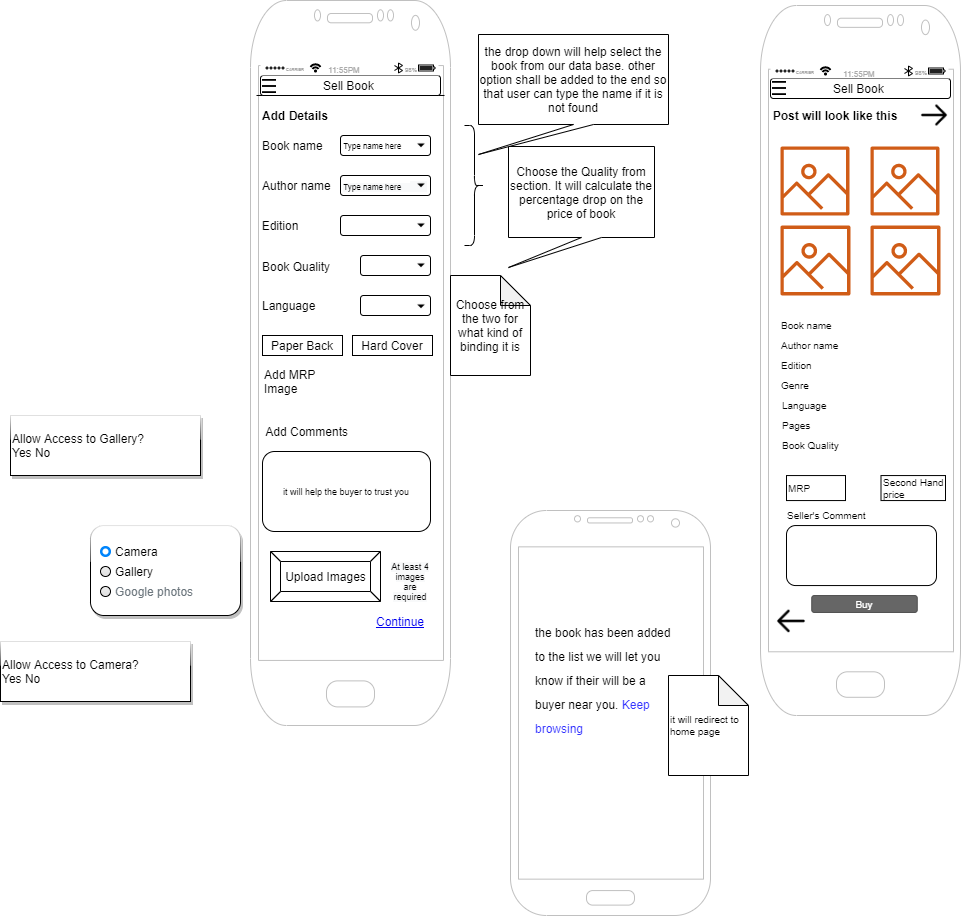 CARRIER
11:55PM
98%
Sell Book
Add Details
Book name
Type name here
Author name
Type name here
Edition
Book Quality
Language
Paper Back
Hard Cover
Add MRP
Image
Add Comments
it will help the buyer to trust you
Upload Images
At least 4
images
are
required
Continue
the drop down will help select the
book from our data base. other
option shall be added to the end so
that user can type the name if it is
not found
Choose the Quality from
section. It will calculate the
percentage drop on the
price of book
Choose from
the two for
what kind of
binding it is
Allow Access to Gallery?
Yes No
Camera
Gallery
Google photos
Allow Access to Camera?
Yes No
the book has been added
to the list we will let you
know if their will be a
buyer near you. Keep
browsing
it will redirect to
home page
CARRIER
11:55PM
98%
Sell Book
Post will look like this
Book name
Author name
Edition
Genre
Language
Pages
Book Quality
MRP
Second Hand
price
Seller's Comment
Buy